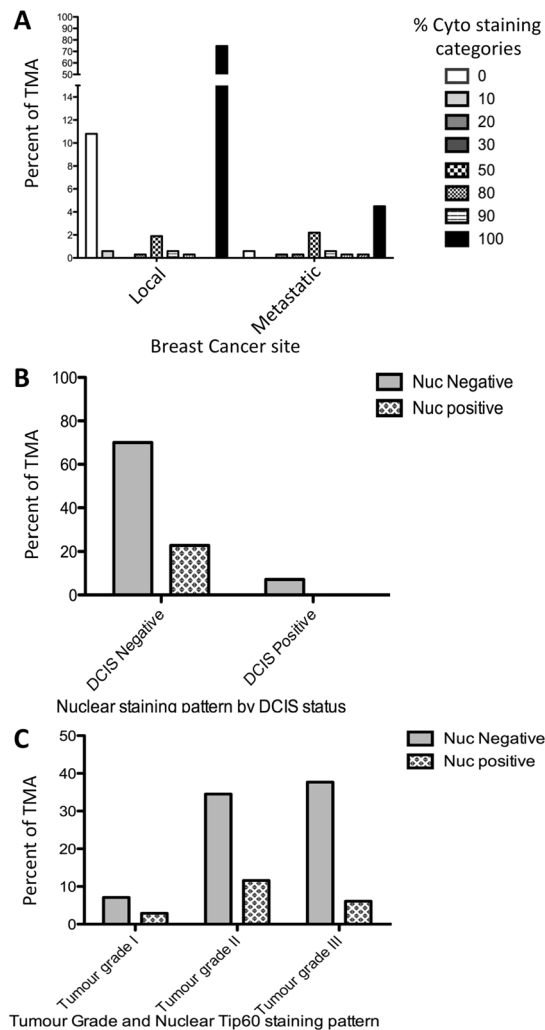 A
Percent of TMA
100
90
80
70
60
50
14
12
10
8
6
4
2
0
Local
Metastatic
Breast Cancer site
% Cyto staining
categories
0
10
20
30
50
80
90
100
B
Percent of TMA
100
80
60
40
20
0
DCIS Negative
DCIS Positive
Nuclear staining pattern by DCIS status
Nuc Negative
Nuc positive
C
Percent of TMA
50
40
30
20
10
0
Tumour grade I
Tumour grade II
Tumour grade III
Tumour Grade and Nuclear Tip60 staining pattern
Nuc Negative
Nuc positive